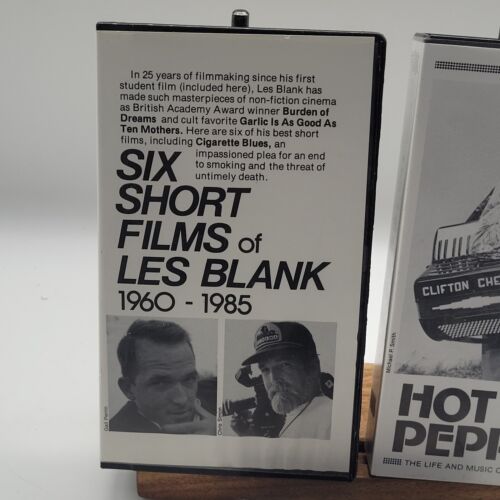 In 25 years of filmmaking since his first
student film (included here), Les Blank has
made such masterpieces of non-fiction cinema
as British Academy Award winner Burden of
Dreams and cult favorite Garlic Is As Good As
Ten Mothers. Here are six of his best short
films, including Cigarette Blues, an
impassioned plea for an end
to smoking and the threat of
untimely death.
SIX
SHORT
FILMS of
LES BLANK
1960 - 1985
CLIFTON CHE
Michael P. Smith
HOT
PEPP
THE LIFE AND MUSIC O